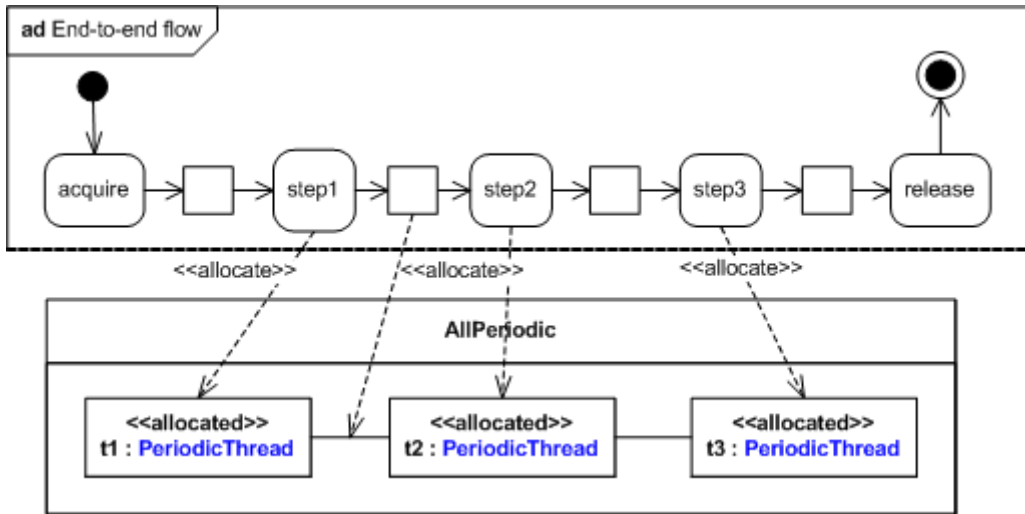 ad End-to-end flow
acquire
step1
step2
step3
release
<<allocate>>
<<allocate>>
<<allocate>>
AllPeriodic
<<allocated>>
t1 : PeriodicThread
<<allocated>>
t2 : PeriodicThread
<<allocated>>
t3 : PeriodicThread